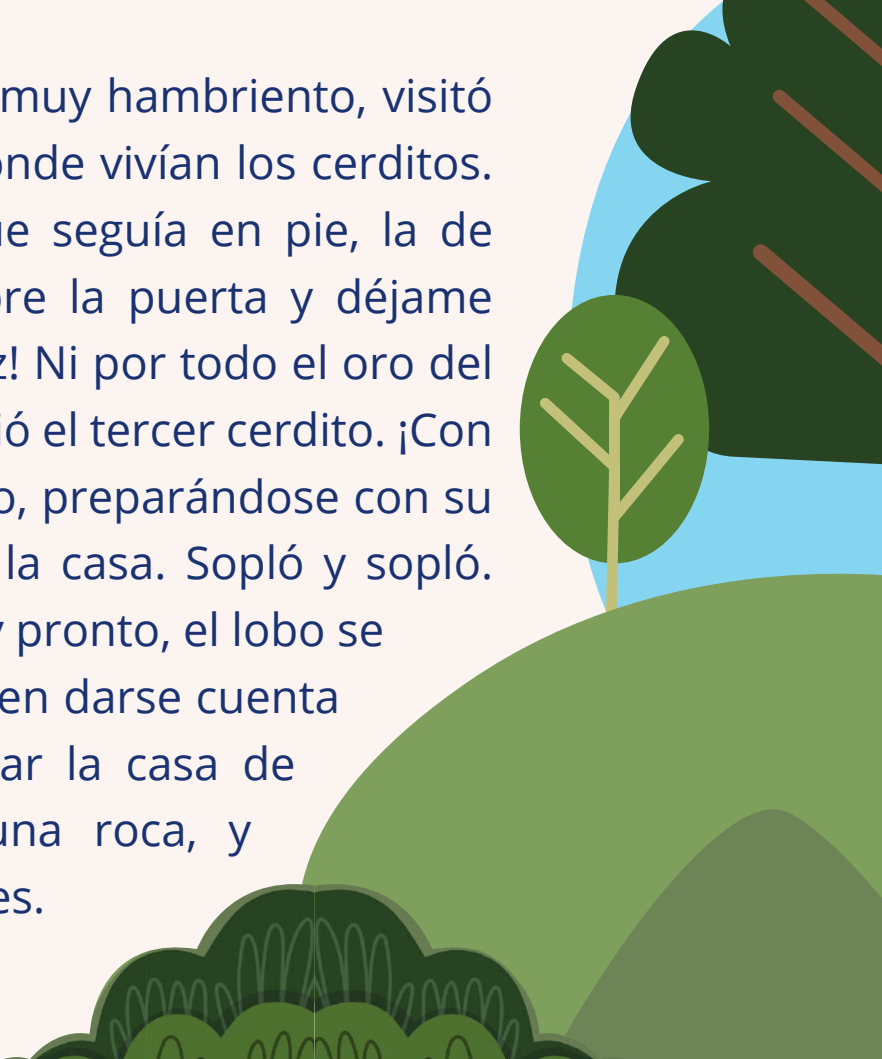 muy hambriento, visitó
onde vivían los cerditos.
ue seguía en pie, la de
bre la puerta y déjame
z! Ni por todo el oro del
ió el tercer cerdito. ¡Con
o, preparándose con su
la casa. Sopló y sopló.
y pronto, el lobo se
en darse cuenta
ar la casa de
una roca, y
es.